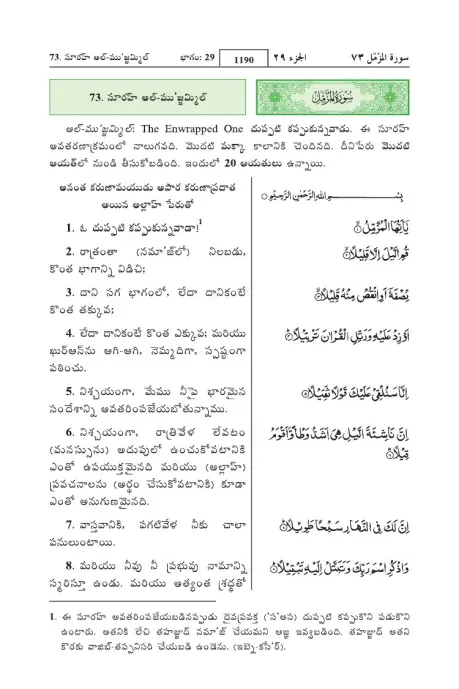 73. సూరహ్ అల్-ము'జ్జమ్మిల్ భాగం: 29 1190 الجزء ٢٩ سورة المزّمّل ٧٣
73. సూరహ్ అల్-ము'జ్జమ్మిల్
سُورَةُ المُزَّمِّلِ
అల్-ము'జ్జమ్మిల్: The Enwrapped One దుప్పటి కప్పుకున్నవాడు. ఈ సూరహ్
అవతరణాక్రమంలో నాలుగవది. మొదటి మక్కా కాలానికి చెందినది. దీనిపేరు మొదటి
ఆయత్‌లో నుండి తీసుకోబడింది. ఇందులో 20 ఆయతులు ఉన్నాయి.
అనంత కరుణామయుడు అపార కరుణాప్రదాత
అయిన అల్లాహ్ పేరుతో
بِسْمِ اللهِ الرَّحْمٰنِ الرَّحِيْمِ
1. ఓ దుప్పటి కప్పుకున్నవాడా!1
يٰٓاَيُّهَا الْمُزَّمِّلُ
2. రాత్రంతా (నమా'జ్‌లో) నిలబడు,
కొంత భాగాన్ని విడిచి;
قُمِ الَّيْلَ اِلَّا قَلِيْلًا
3. దాని సగ భాగంలో, లేదా దానికంటే
కొంత తక్కువ;
نِّصْفَهٗٓ اَوِ انْقُصْ مِنْهُ قَلِيْلًا
4. లేదా దానికంటే కొంత ఎక్కువ; మరియు
ఖుర్ఆన్‌ను ఆగి-ఆగి, నెమ్మదిగా, స్పష్టంగా
పఠించు.
اَوْ زِدْ عَلَيْهِ وَرَتِّلِ الْقُرْاٰنَ تَرْتِيْلًا
5. నిశ్చయంగా, మేము నీపై భారమైన
సందేశాన్ని అవతరింపజేయబోతున్నాము.
اِنَّا سَنُلْقِيْ عَلَيْكَ قَوْلًا ثَقِيْلًا
6. నిశ్చయంగా, రాత్రివేళ లేవటం
(మనస్సును) అదుపులో ఉంచుకోవటానికి
ఎంతో ఉపయుక్తమైనది మరియు (అల్లాహ్)
ప్రవచనాలను (అర్థం చేసుకోవటానికి) కూడా
ఎంతో అనుగుణమైనది.
اِنَّ نَاشِئَةَ الَّيْلِ هِيَ اَشَدُّ وَطْاً وَّاَقْوَمُ
قِيْلًا
7. వాస్తవానికి, పగటివేళ నీకు చాలా
పనులుంటాయి.
اِنَّ لَكَ فِي النَّهَارِ سَبْحًا طَوِيْلًا
8. మరియు నీవు నీ ప్రభువు నామాన్ని
స్మరిస్తూ ఉండు. మరియు అత్యంత శ్రద్ధతో
وَاذْكُرِ اسْمَ رَبِّكَ وَتَبَتَّلْ اِلَيْهِ تَبْتِيْلًا
1. ఈ సూరహ్ అవతరింపజేయబడినప్పుడు దైవప్రవక్త ('స'అస) దుప్పటి కప్పుకొని పడుకొని
ఉంటారు. అతనికి లేచి తహజ్జుద్ నమా'జ్ చేయమని ఆజ్ఞ ఇవ్వబడింది. తహజ్జుద్ అతని
కొరకు వాజిబ్-తప్పనిసరి చేయబడి ఉండెను. (ఇబ్నె-కసీ'ర్).